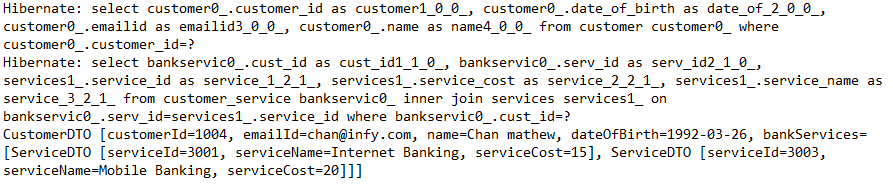 Hibernate: select customer0_.customer_id as customer1_0_0_, customer0_.date_of_birth as date_of_2_0_0_,
customer0_.emailid as emailid3_0_0_, customer0_.name as name4_0_0_ from customer customer0_ where
customer0_.customer_id=?
Hibernate: select bankservic0_.cust_id as cust_id1_1_0_, bankservic0_.serv_id as serv_id2_1_0_,
services1_.service_id as service_1_2_1_, services1_.service_cost as service_2_2_1_, services1_.service_name as
service_3_2_1_ from customer_service bankservic0_ inner join services services1_ on
bankservic0_.serv_id=services1_.service_id where bankservic0_.cust_id=?
CustomerDTO [customerId=1004, emailId=chan@infy.com, name=Chan mathew, dateOfBirth=1992-03-26, bankServices=
[ServiceDTO [serviceId=3001, serviceName=Internet Banking, serviceCost=15], ServiceDTO [serviceId=3003,
serviceName=Mobile Banking, serviceCost=20]]]